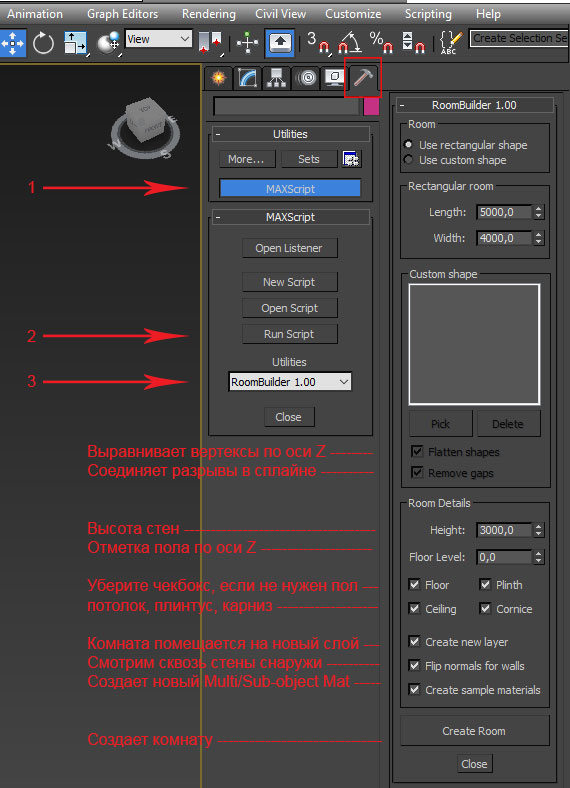 Animation Graph Editors Rendering Civil View Customize Scripting Help
View 3 % ABC Create Selection Se
W S E
RoomBuilder 1.00
Room
Use rectangular shape
Use custom shape
Utilities
More... Sets
1 MAXScript
Rectangular room
Length: 5000,0
Width: 4000,0
MAXScript
Open Listener
New Script
Open Script
2 Run Script
Utilities
3 RoomBuilder 1.00
Close
Custom shape
Pick Delete
Выравнивает вертексы по оси Z Flatten shapes
Соединяет разрывы в сплайне Remove gaps
Room Details
Высота стен Height: 3000,0
Отметка пола по оси Z Floor Level: 0,0
Уберите чекбокс, если не нужен пол Floor Plinth
потолок, плинтус, карниз Ceiling Cornice
Комната помещается на новый слой Create new layer
Смотрим сквозь стены снаружи Flip normals for walls
Создает новый Multi/Sub-object Mat Create sample materials
Создает комнату Create Room
Close